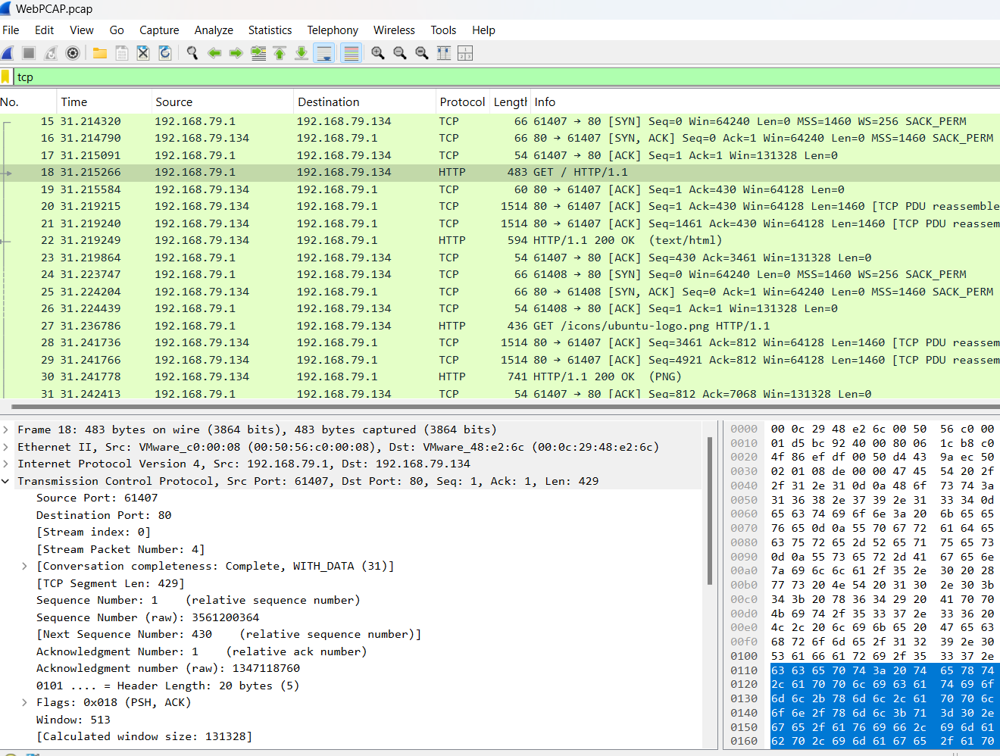 WebPCAP.pcap
File Edit View Go Capture Analyze Statistics Telephony Wireless Tools Help
tcp
No. Time Source Destination Protocol Length Info
15 31.214320 192.168.79.1 192.168.79.134 TCP 66 61407 → 80 [SYN] Seq=0 Win=64240 Len=0 MSS=1460 WS=256 SACK_PERM
16 31.214790 192.168.79.134 192.168.79.1 TCP 66 80 → 61407 [SYN, ACK] Seq=0 Ack=1 Win=64240 Len=0 MSS=1460 SACK_PERM
17 31.215091 192.168.79.1 192.168.79.134 TCP 54 61407 → 80 [ACK] Seq=1 Ack=1 Win=131328 Len=0
18 31.215266 192.168.79.1 192.168.79.134 HTTP 483 GET / HTTP/1.1
19 31.215584 192.168.79.134 192.168.79.1 TCP 60 80 → 61407 [ACK] Seq=1 Ack=430 Win=64128 Len=0
20 31.219215 192.168.79.134 192.168.79.1 TCP 1514 80 → 61407 [ACK] Seq=1 Ack=430 Win=64128 Len=1460 [TCP PDU reassemble
21 31.219240 192.168.79.134 192.168.79.1 TCP 1514 80 → 61407 [ACK] Seq=1461 Ack=430 Win=64128 Len=1460 [TCP PDU reassem
22 31.219249 192.168.79.134 192.168.79.1 HTTP 594 HTTP/1.1 200 OK (text/html)
23 31.219864 192.168.79.1 192.168.79.134 TCP 54 61407 → 80 [ACK] Seq=430 Ack=3461 Win=131328 Len=0
24 31.223747 192.168.79.1 192.168.79.134 TCP 66 61408 → 80 [SYN] Seq=0 Win=64240 Len=0 MSS=1460 WS=256 SACK_PERM
25 31.224204 192.168.79.134 192.168.79.1 TCP 66 80 → 61408 [SYN, ACK] Seq=0 Ack=1 Win=64240 Len=0 MSS=1460 SACK_PERM
26 31.224439 192.168.79.1 192.168.79.134 TCP 54 61408 → 80 [ACK] Seq=1 Ack=1 Win=131328 Len=0
27 31.236786 192.168.79.1 192.168.79.134 HTTP 436 GET /icons/ubuntu-logo.png HTTP/1.1
28 31.241736 192.168.79.134 192.168.79.1 TCP 1514 80 → 61407 [ACK] Seq=3461 Ack=812 Win=64128 Len=1460 [TCP PDU reassem
29 31.241766 192.168.79.134 192.168.79.1 TCP 1514 80 → 61407 [ACK] Seq=4921 Ack=812 Win=64128 Len=1460 [TCP PDU reassem
30 31.241778 192.168.79.134 192.168.79.1 HTTP 741 HTTP/1.1 200 OK (PNG)
31 31.242413 192.168.79.1 192.168.79.134 TCP 54 61407 → 80 [ACK] Seq=812 Ack=7068 Win=131328 Len=0
Frame 18: 483 bytes on wire (3864 bits), 483 bytes captured (3864 bits)
Ethernet II, Src: VMware_c0:00:08 (00:50:56:c0:00:08), Dst: VMware_48:e2:6c (00:0c:29:48:e2:6c)
Internet Protocol Version 4, Src: 192.168.79.1, Dst: 192.168.79.134
Transmission Control Protocol, Src Port: 61407, Dst Port: 80, Seq: 1, Ack: 1, Len: 429
Source Port: 61407
Destination Port: 80
[Stream index: 0]
[Stream Packet Number: 4]
[Conversation completeness: Complete, WITH_DATA (31)]
[TCP Segment Len: 429]
Sequence Number: 1 (relative sequence number)
Sequence Number (raw): 3561200364
[Next Sequence Number: 430 (relative sequence number)]
Acknowledgment Number: 1 (relative ack number)
Acknowledgment number (raw): 1347118760
0101 .... = Header Length: 20 bytes (5)
Flags: 0x018 (PSH, ACK)
Window: 513
[Calculated window size: 131328]
0000 00 0c 29 48 e2 6c 00 50 56 c0 00
0010 01 d5 bc 92 40 00 80 06 1c b8 c0
0020 4f 86 ef df 00 50 d4 43 9a ec 50
0030 02 01 08 de 00 00 47 45 54 20 2f
0040 2f 31 2e 31 0d 0a 48 6f 73 74 3a
0050 31 36 38 2e 37 39 2e 31 33 34 0d
0060 65 63 74 69 6f 6e 3a 20 6b 65 65
0070 76 65 0d 0a 55 70 67 72 61 64 65
0080 63 75 72 65 2d 52 65 71 75 65 73
0090 0d 0a 55 73 65 72 2d 41 67 65 6e
00a0 7a 69 6c 6c 61 2f 35 2e 30 20 28
00b0 77 73 20 4e 54 20 31 30 2e 30 3b
00c0 34 3b 20 78 36 34 29 20 41 70 70
00d0 4b 69 74 2f 35 33 37 2e 33 36 20
00e0 4c 2c 20 6c 69 6b 65 20 47 65 63
00f0 68 72 6f 6d 65 2f 31 32 39 2e 30
0100 53 61 66 61 72 69 2f 35 33 37 2e
0110 63 63 65 70 74 3a 20 74 65 78 74
0120 2c 61 70 70 6c 69 63 61 74 69 6f
0130 6d 6c 2b 78 6d 6c 2c 61 70 70 6c
0140 6f 6e 2f 78 6d 6c 3b 71 3d 30 2e
0150 67 65 2f 61 76 69 66 2c 69 6d 61
0160 62 70 2c 69 6d 61 67 65 2f 61 70